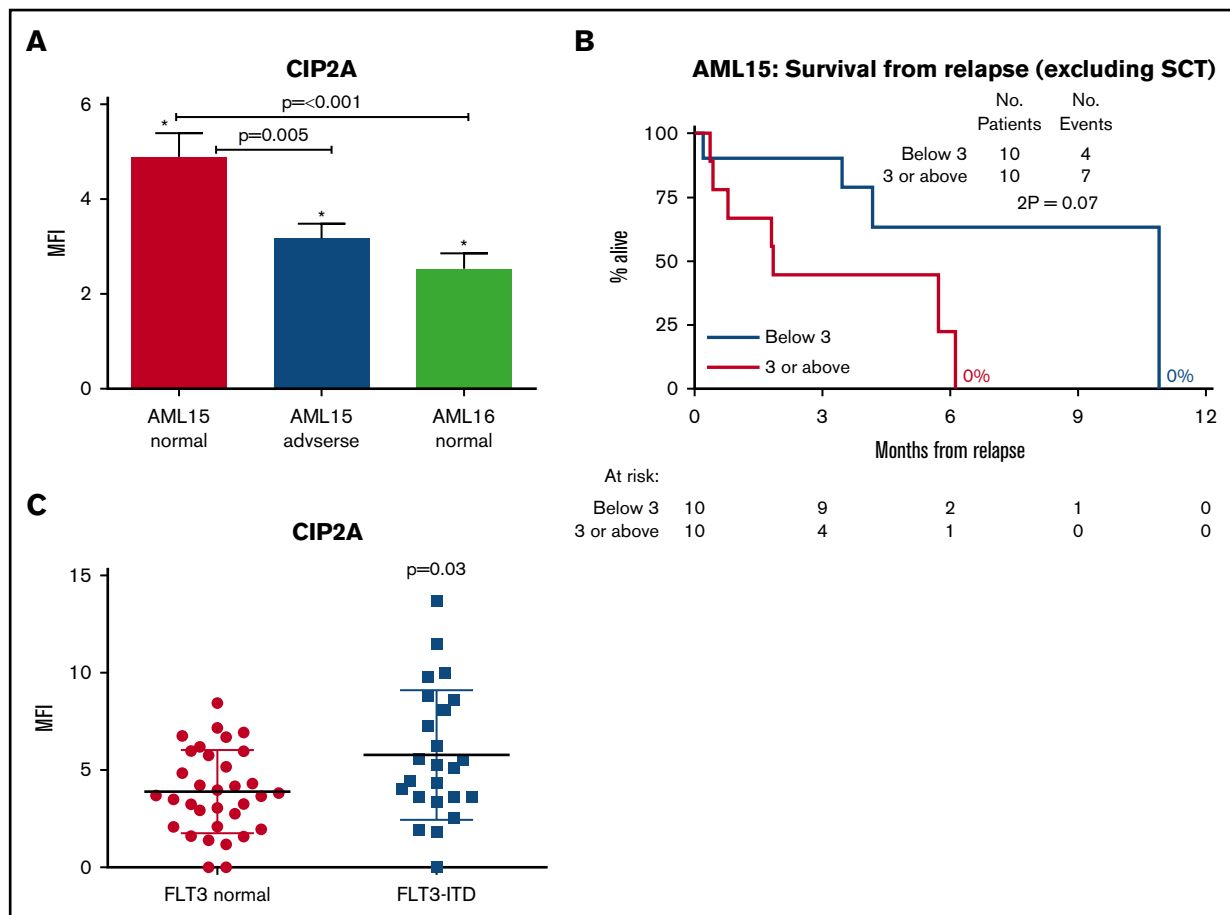 A
CIP2A
p=<0.001
p=0.005
*
*
*
MFI
6
4
2
0
AML15
normal
AML15
advserse
AML16
normal
B
AML15: Survival from relapse (excluding SCT)
No. No.
Patients Events
Below 3 10 4
3 or above 10 7
2P = 0.07
% alive
100
75
50
25
0
Below 3
3 or above
0% 0%
0 3 6 9 12
Months from relapse
At risk:
Below 3 10 9 2 1 0
3 or above 10 4 1 0 0
C
CIP2A
p=0.03
MFI
15
10
5
0
FLT3 normal FLT3-ITD